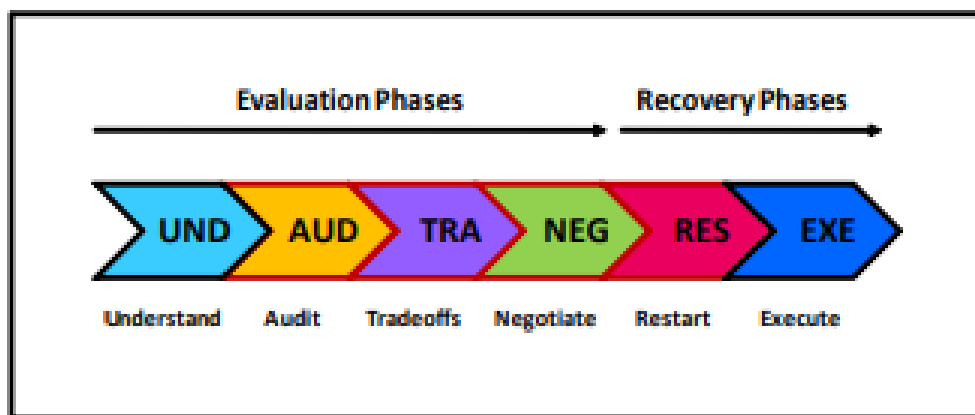 Evaluation Phases Recovery Phases
UND AUD TRA NEG RES EXE
Understand Audit Tradeoffs Negotiate Restart Execute